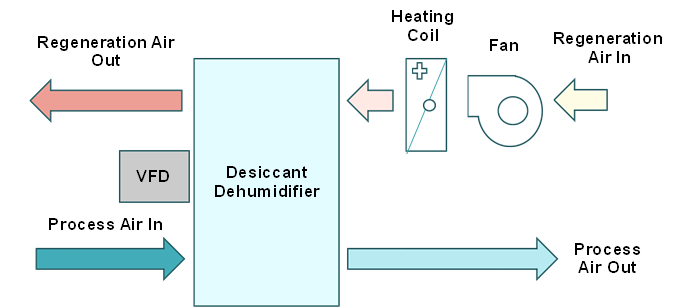 Heating
Coil
Regeneration Air
Out
Fan
Regeneration
Air In
VFD
Desiccant
Dehumidifier
Process Air In
Process
Air Out